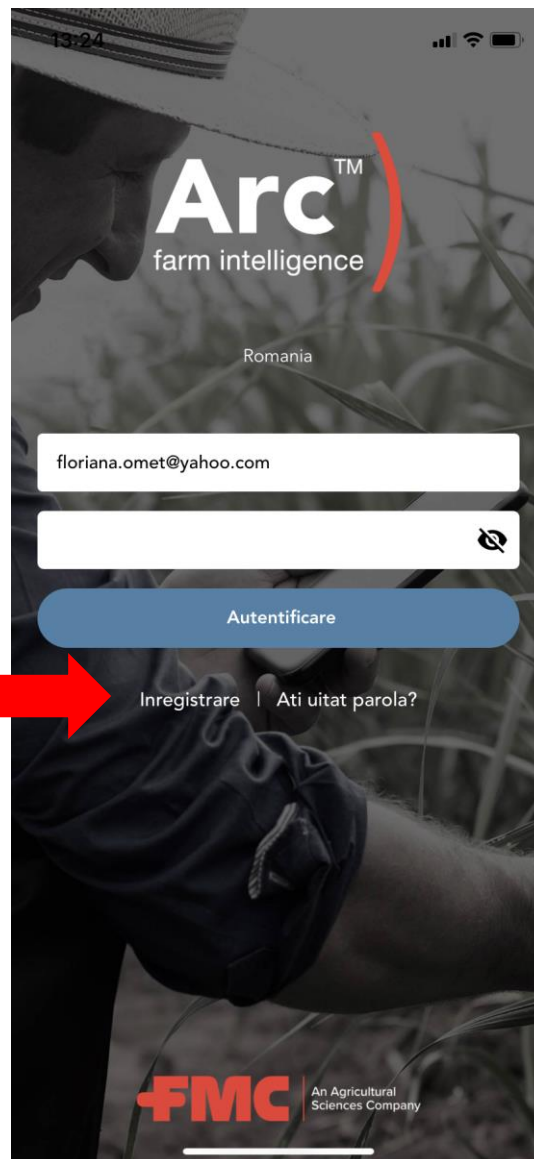 13:24
Arc™
farm intelligence
Romania
floriana.omet@yahoo.com
Autentificare
Inregistrare | Ati uitat parola?
FMC An Agricultural
Sciences Company